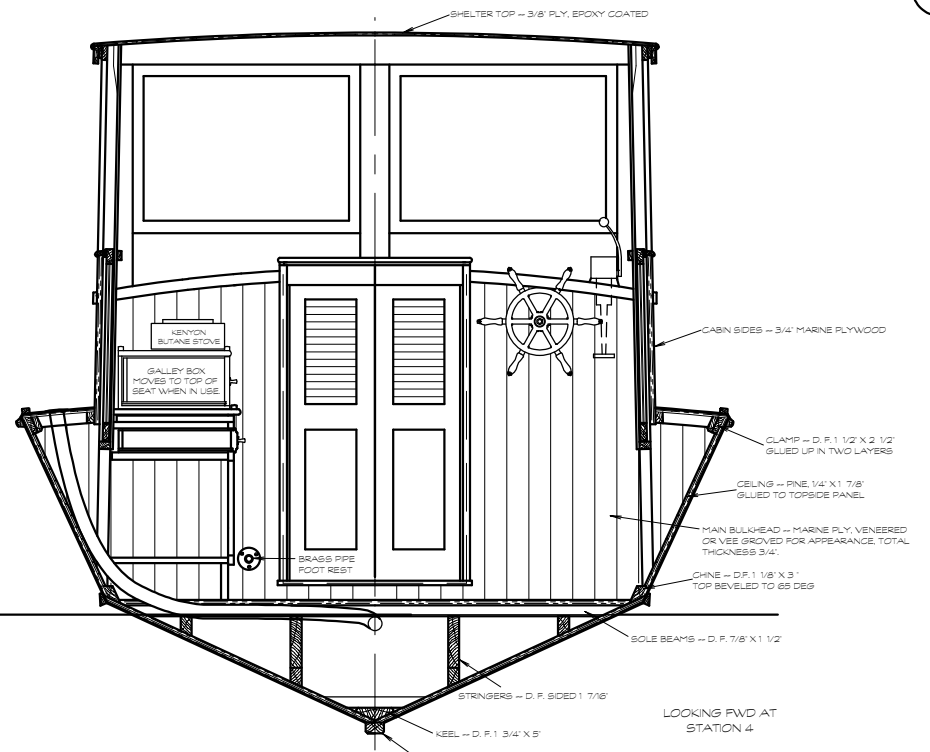 SHELTER TOP ~ 3/8" PLY, EPOXY COATED
KENYON
BUTANE STOVE
GALLEY BOX
MOVES TO TOP OF
SEAT WHEN IN USE.
CABIN SIDES ~ 3/4" MARINE PLYWOOD
CLAMP ~ D. F. 1 1/2" X 2 1/2"
GLUED UP IN TWO LAYERS
CEILING ~ PINE, 1/4" X 1 7/8"
GLUED TO TOPSIDE PANEL
MAIN BULKHEAD ~ MARINE PLY, VENEERED
OR VEE GROVED FOR APPEARANCE, TOTAL
THICKNESS 3/4".
BRASS PIPE
FOOT REST
CHINE ~ D.F. 1 1/8" X 3 "
TOP BEVELED TO 65 DEG
SOLE BEAMS ~ D. F. 7/8" X 1 1/2"
STRINGERS ~ D. F. SIDED 1 7/16"
LOOKING FWD AT
STATION 4
KEEL ~ D. F. 1 3/4" X 5"